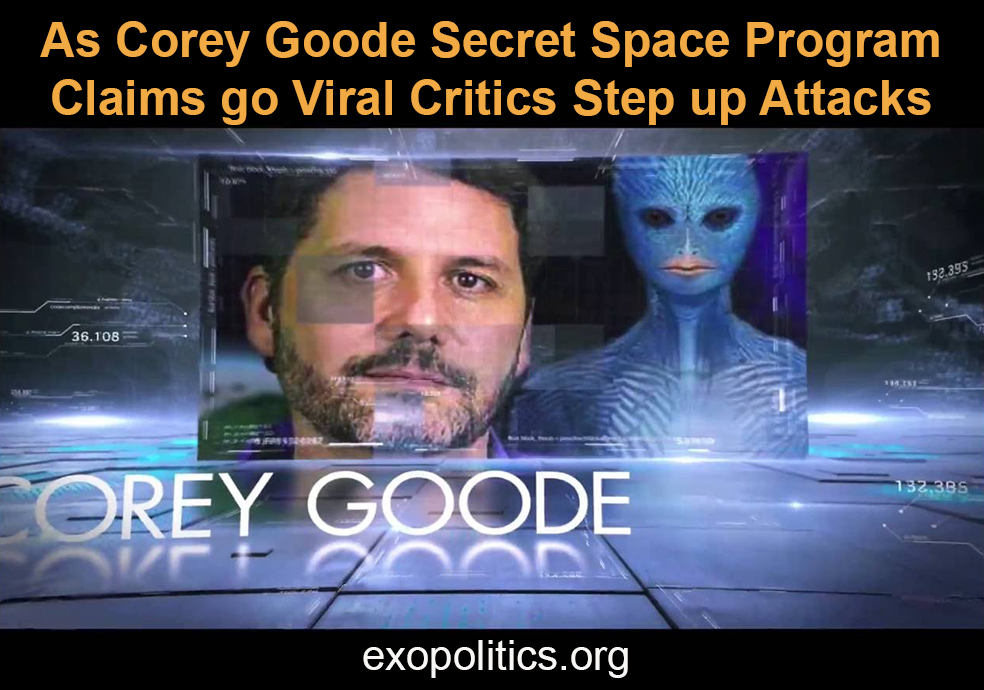 As Corey Goode Secret Space Program
Claims go Viral Critics Step up Attacks
36.108
132.385
132.385
COREY GOODE
exopolitics.org